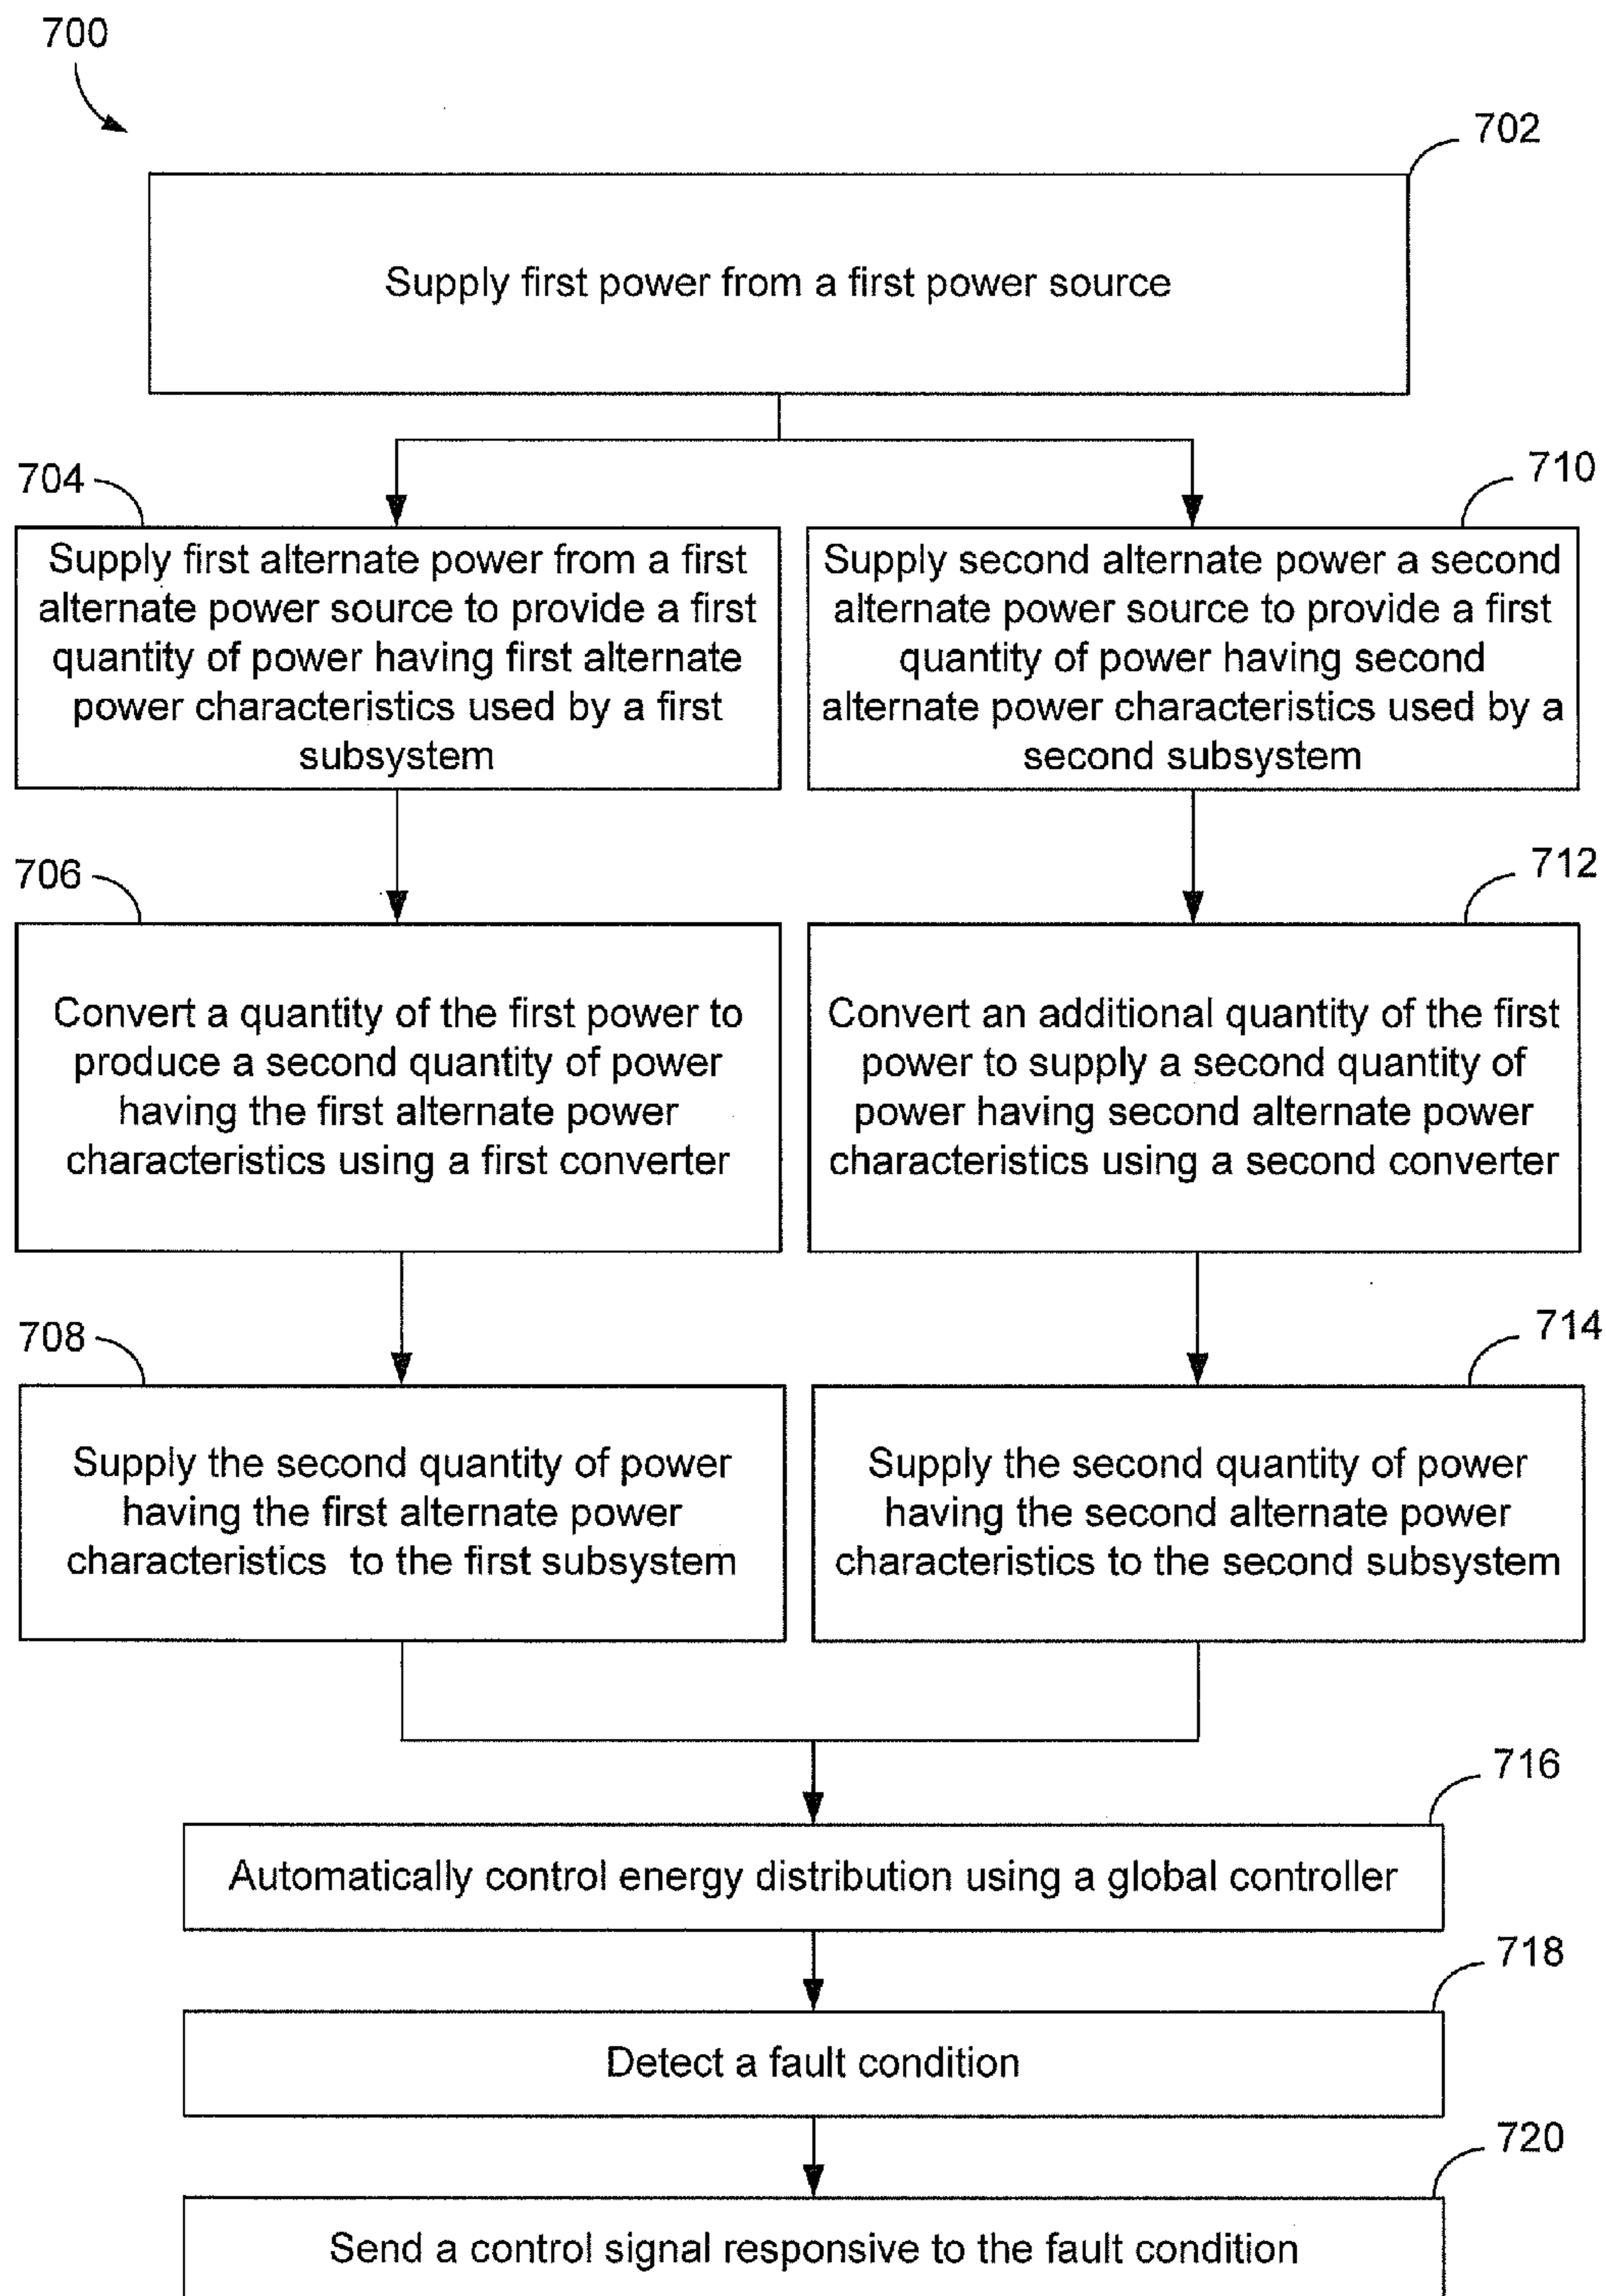 700
702
Supply first power from a first power source
704
Supply first alternate power from a first
alternate power source to provide a first
quantity of power having first alternate
power characteristics used by a first
subsystem
710
Supply second alternate power a second
alternate power source to provide a first
quantity of power having second
alternate power characteristics used by a
second subsystem
706
Convert a quantity of the first power to
produce a second quantity of power
having the first alternate power
characteristics using a first converter
712
Convert an additional quantity of the first
power to supply a second quantity of
power having second alternate power
characteristics using a second converter
708
Supply the second quantity of power
having the first alternate power
characteristics to the first subsystem
714
Supply the second quantity of power
having the second alternate power
characteristics to the second subsystem
716
Automatically control energy distribution using a global controller
718
Detect a fault condition
720
Send a control signal responsive to the fault condition